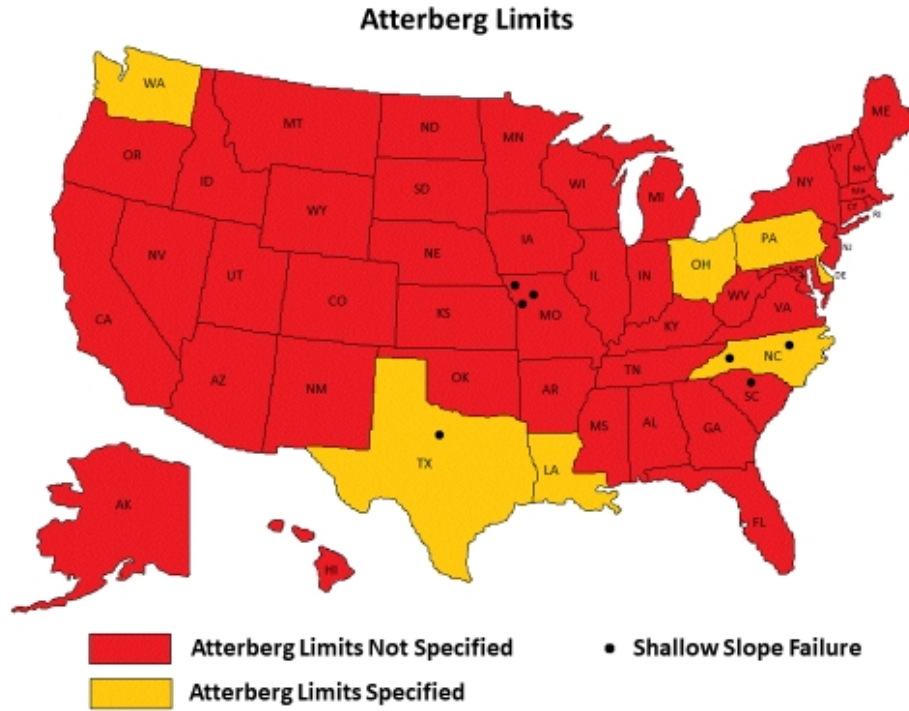 Atterberg Limits
WA
MT
ND
MN
ME
OR
ID
SD
WI
MI
NY
VT
NH
MA
CT
RI
WY
IA
NE
PA
NJ
OH
DE
MD
NV
UT
CO
KS
MO
IL
IN
WV
VA
KY
CA
AZ
NM
OK
AR
TN
NC
SC
MS
AL
GA
TX
LA
FL
AK
HI
Atterberg Limits Not Specified
Shallow Slope Failure
Atterberg Limits Specified